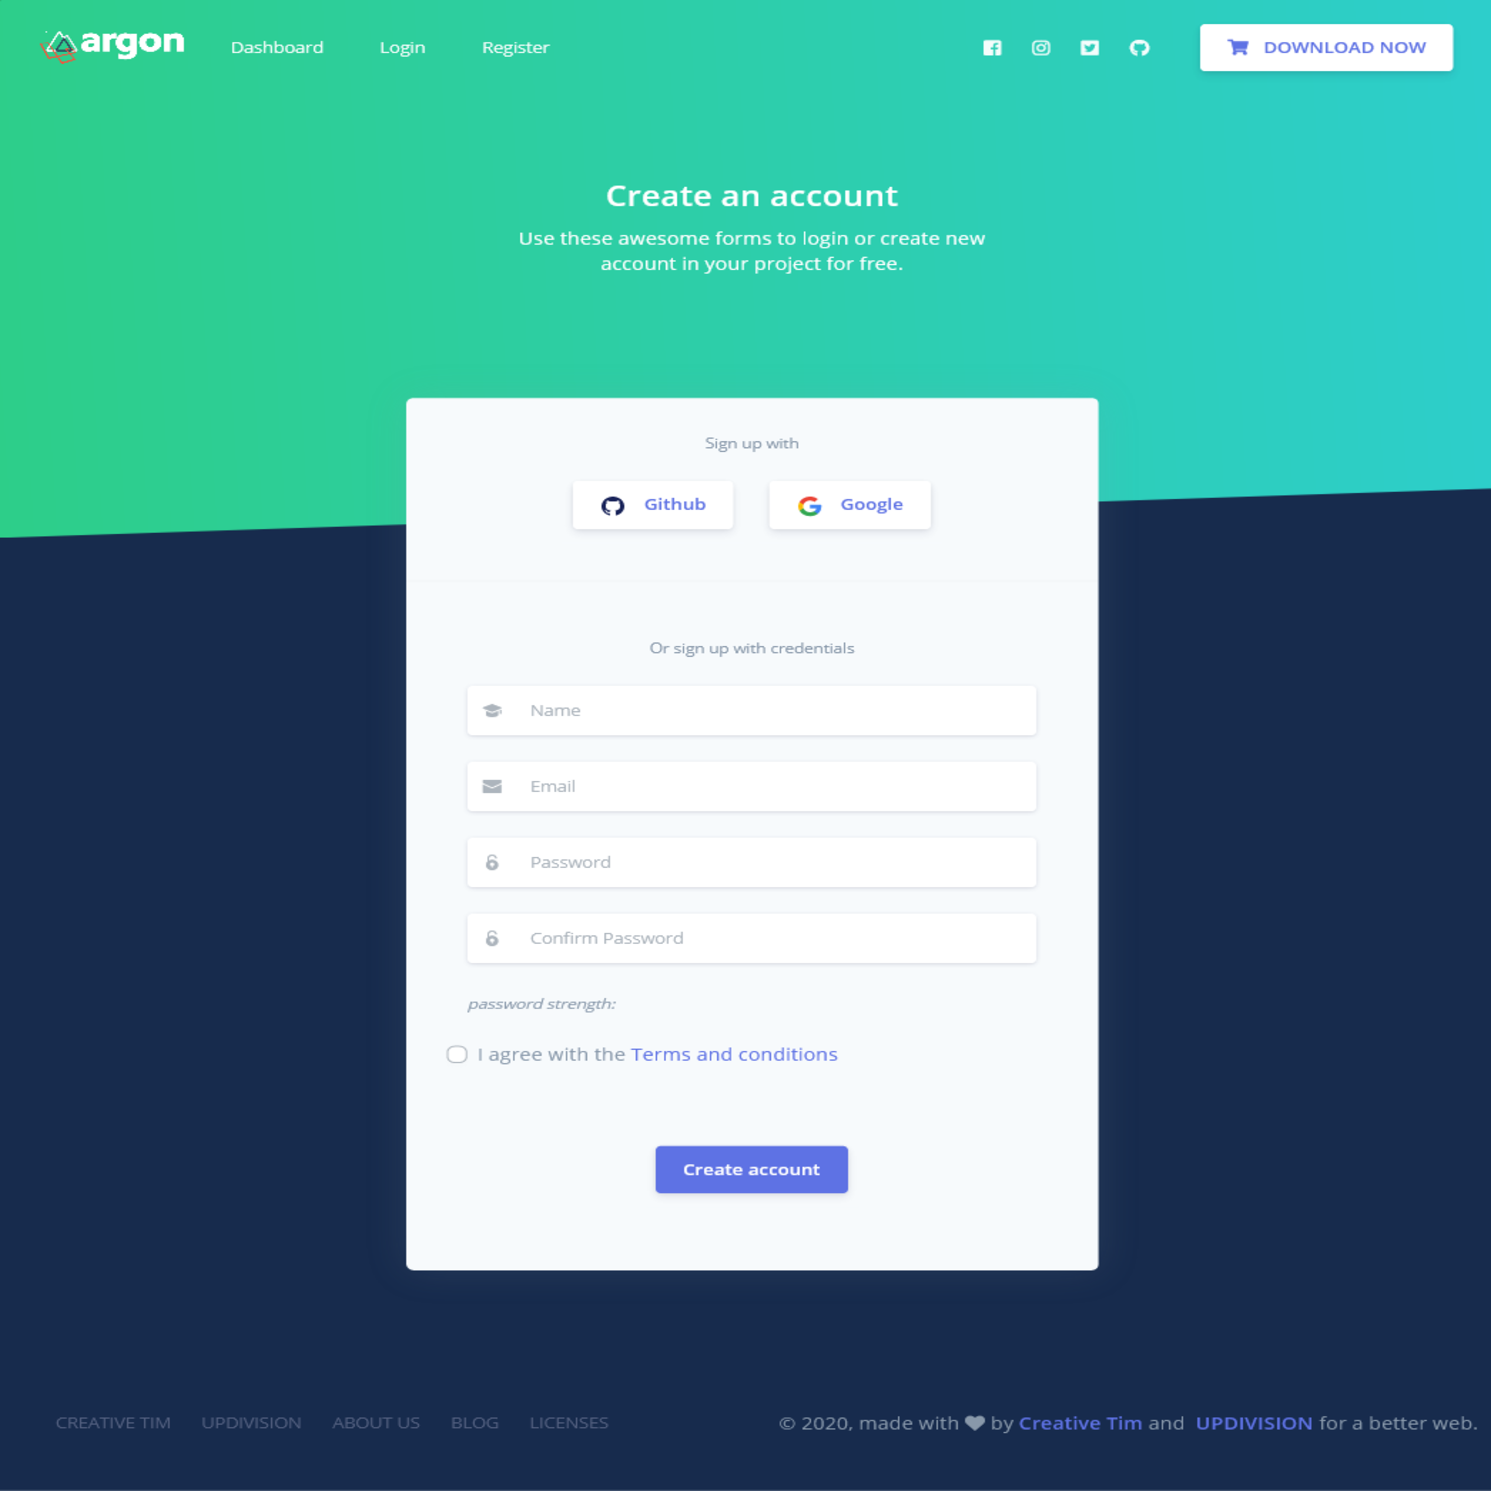 argon Dashboard Login Register DOWNLOAD NOW
Create an account
Use these awesome forms to login or create new
account in your project for free.
Sign up with
Github Google
Or sign up with credentials
Name
Email
Password
Confirm Password
password strength:
I agree with the Terms and conditions
Create account
CREATIVE TIM UPDIVISION ABOUT US BLOG LICENSES © 2020, made with by Creative Tim and UPDIVISION for a better web.